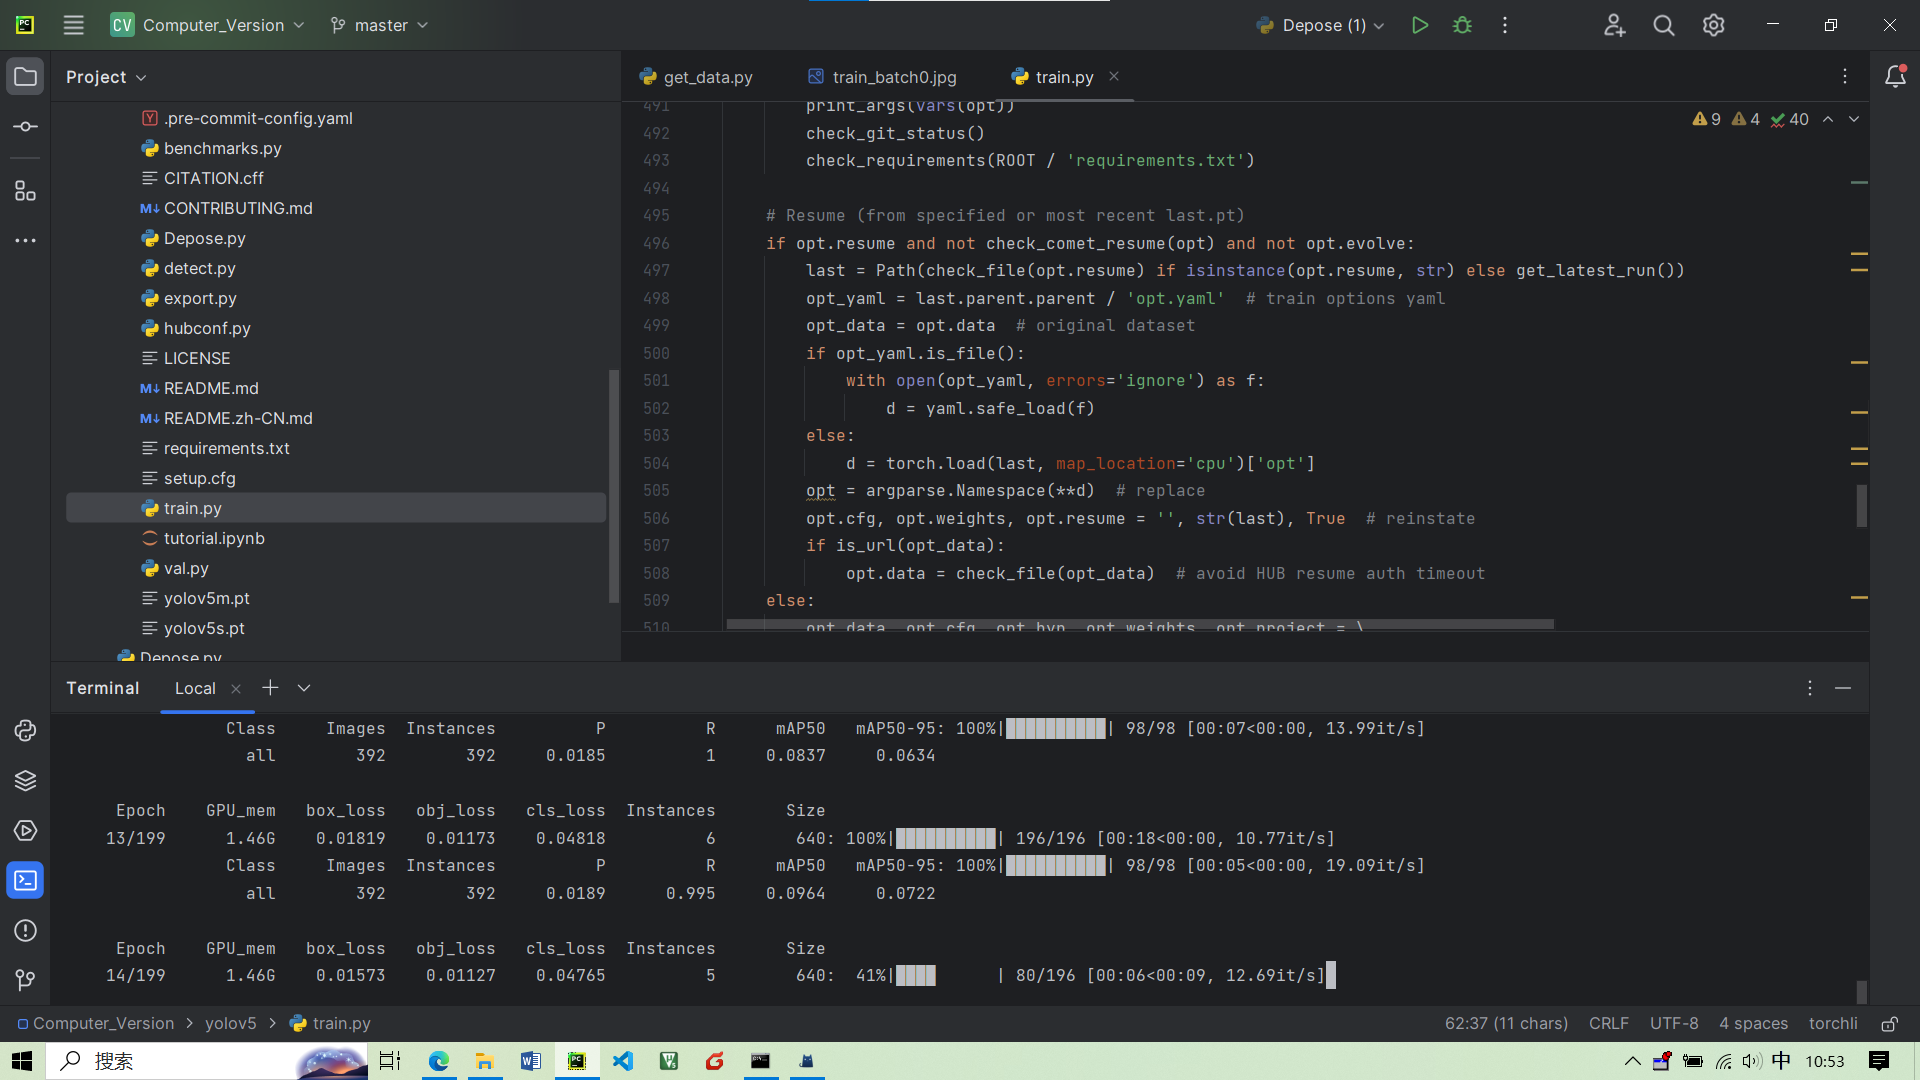 CV Computer_Version master Depose (1)
Project
get_data.py train_batch0.jpg train.py
.pre-commit-config.yaml
benchmarks.py
CITATION.cff
CONTRIBUTING.md
Depose.py
detect.py
export.py
hubconf.py
LICENSE
README.md
README.zh-CN.md
requirements.txt
setup.cfg
train.py
tutorial.ipynb
val.py
yolov5m.pt
yolov5s.pt
Depose.py
9 4 40
491 print_args(vars(opt))
492 check_git_status()
493 check_requirements(ROOT / 'requirements.txt')
494
495 # Resume (from specified or most recent last.pt)
496 if opt.resume and not check_comet_resume(opt) and not opt.evolve:
497 last = Path(check_file(opt.resume) if isinstance(opt.resume, str) else get_latest_run())
498 opt_yaml = last.parent.parent / 'opt.yaml'  # train options yaml
499 opt_data = opt.data  # original dataset
500 if opt_yaml.is_file():
501 with open(opt_yaml, errors='ignore') as f:
502 d = yaml.safe_load(f)
503 else:
504 d = torch.load(last, map_location='cpu')['opt']
505 opt = argparse.Namespace(**d)  # replace
506 opt.cfg, opt.weights, opt.resume = '', str(last), True  # reinstate
507 if is_url(opt_data):
508 opt.data = check_file(opt_data)  # avoid HUB resume auth timeout
509 else:
510 opt.data, opt.cfg, opt.hyp, opt.weights, opt.project = \
Terminal Local
Class Images Instances P R mAP50 mAP50-95: 100%|██████████| 98/98 [00:07<00:00, 13.99it/s]
all 392 392 0.0185 1 0.0837 0.0634
Epoch GPU_mem box_loss obj_loss cls_loss Instances Size
13/199 1.46G 0.01819 0.01173 0.04818 6 640: 100%|██████████| 196/196 [00:18<00:00, 10.77it/s]
Class Images Instances P R mAP50 mAP50-95: 100%|██████████| 98/98 [00:05<00:00, 19.09it/s]
all 392 392 0.0189 0.995 0.0964 0.0722
Epoch GPU_mem box_loss obj_loss cls_loss Instances Size
14/199 1.46G 0.01573 0.01127 0.04765 5 640: 41%|████      | 80/196 [00:06<00:09, 12.69it/s]
Computer_Version > yolov5 > train.py 62:37 (11 chars) CRLF UTF-8 4 spaces torchli
搜索 中 10:53